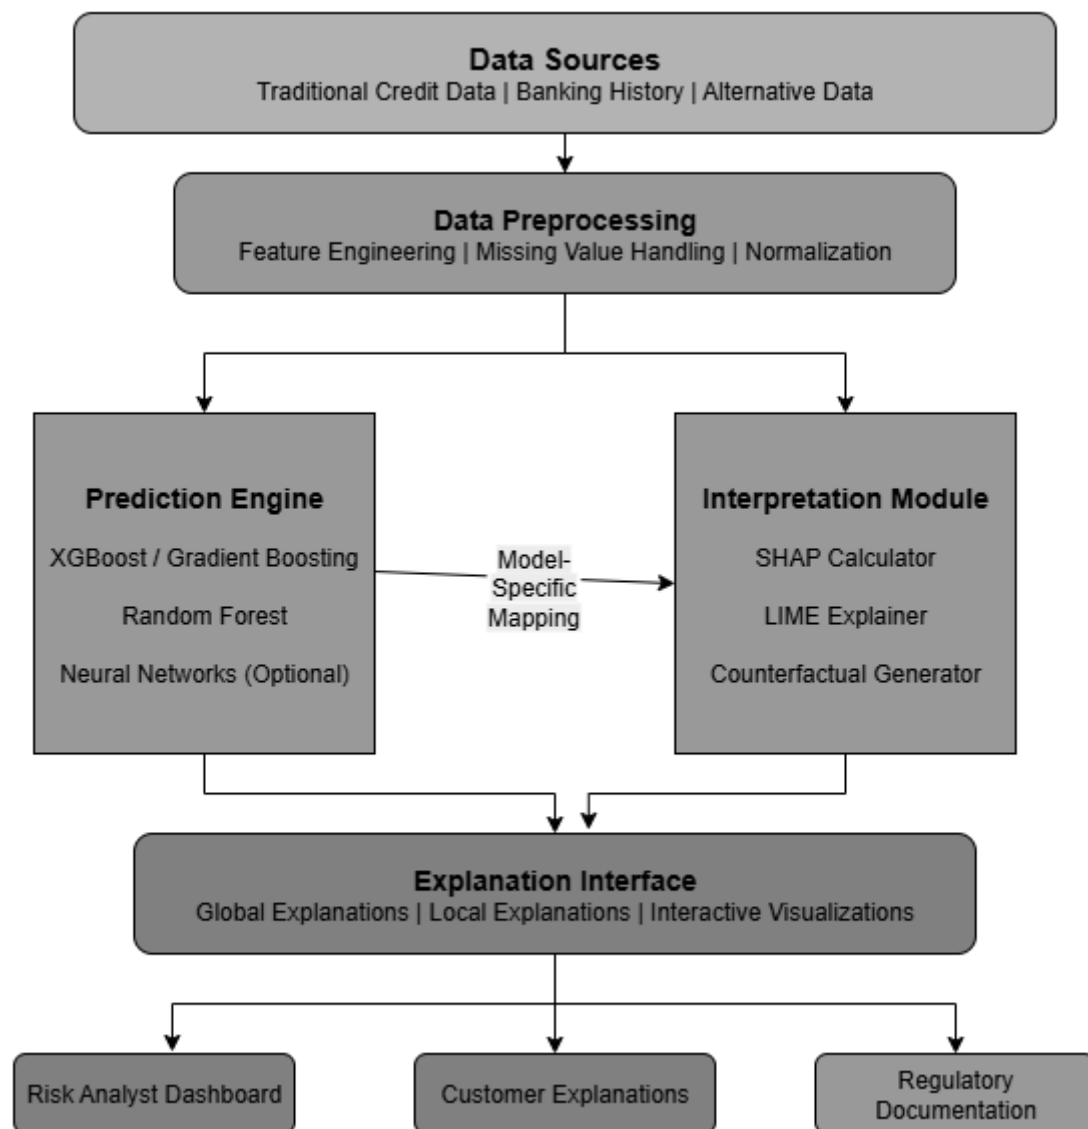 Data Sources
Traditional Credit Data | Banking History | Alternative Data
Data Preprocessing
Feature Engineering | Missing Value Handling | Normalization
Prediction Engine
XGBoost / Gradient Boosting
Random Forest
Neural Networks (Optional)
Model-
Specific
Mapping
Interpretation Module
SHAP Calculator
LIME Explainer
Counterfactual Generator
Explanation Interface
Global Explanations | Local Explanations | Interactive Visualizations
Risk Analyst Dashboard
Customer Explanations
Regulatory
Documentation